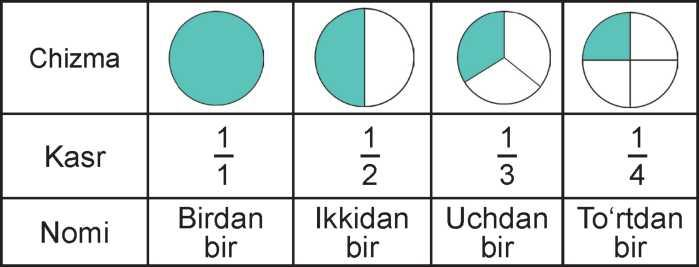 Chizma
Kasr 1/1 1/2 1/3 1/4
Nomi Birdan bir Ikkidan bir Uchdan bir To‘rtdan bir